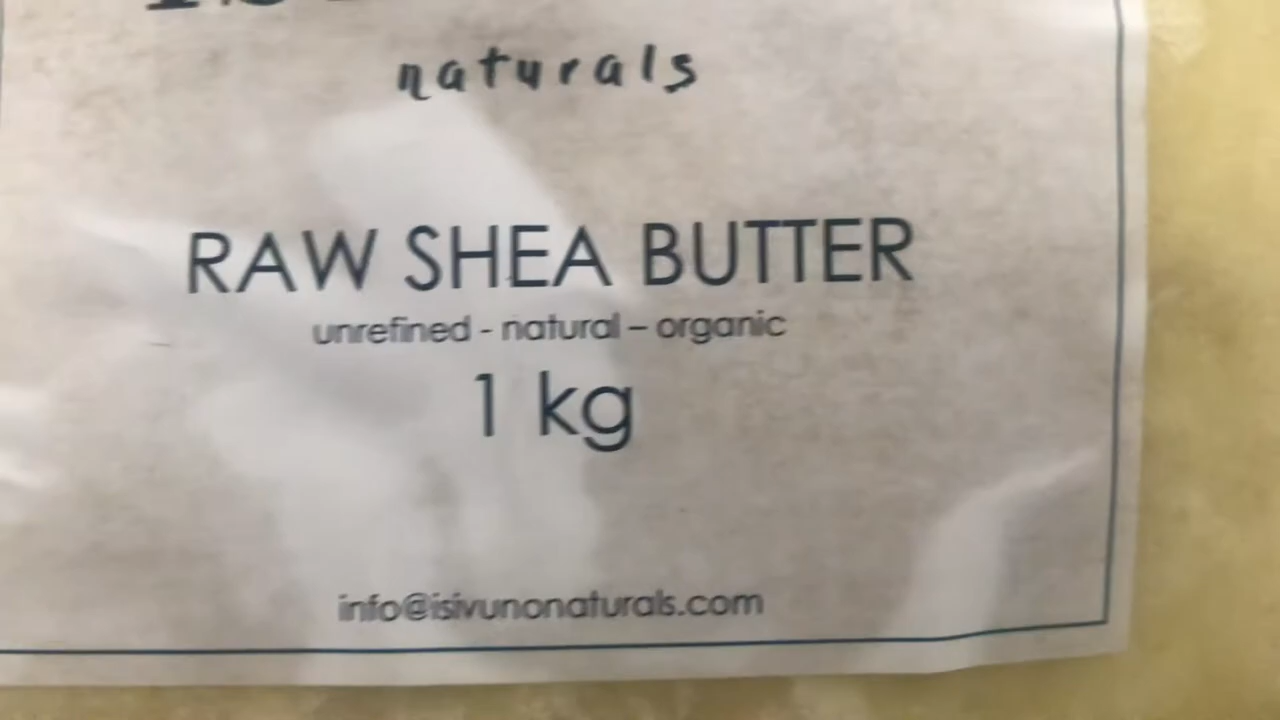 naturals
RAW SHEA BUTTER
unrefined - natural – organic
1 kg
info@isivunonaturals.com